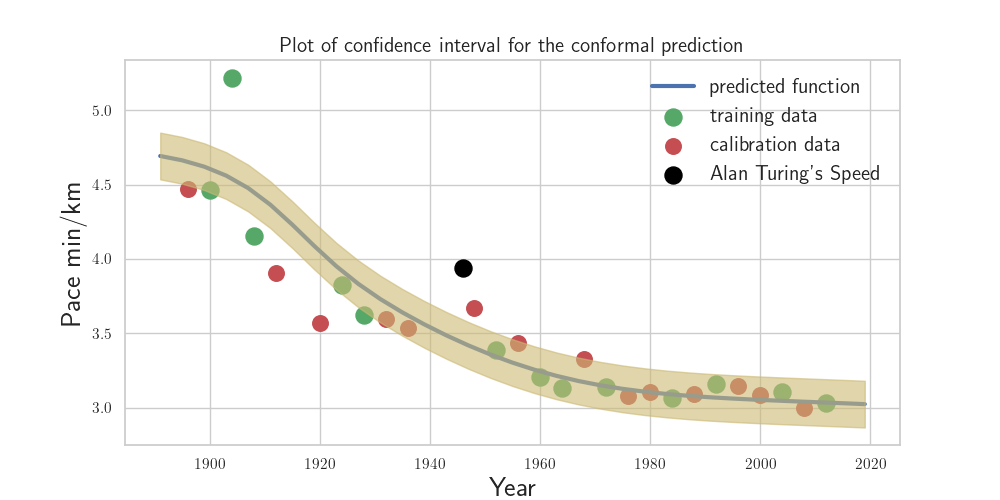 Plot of confidence interval for the conformal prediction
predicted function
training data
calibration data
Alan Turing's Speed
5.0
4.5
4.0
3.5
3.0
Pace min/km
1900 1920 1940 1960 1980 2000 2020
Year